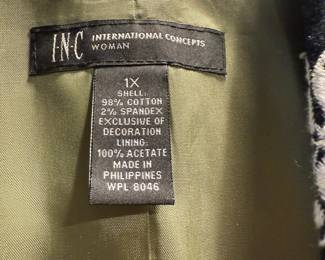 I·N·C INTERNATIONAL CONCEPTS
WOMAN
1X
SHELL:
98% COTTON
2% SPANDEX
EXCLUSIVE OF
DECORATION
LINING:
100% ACETATE
MADE IN
PHILIPPINES
WPL 8046